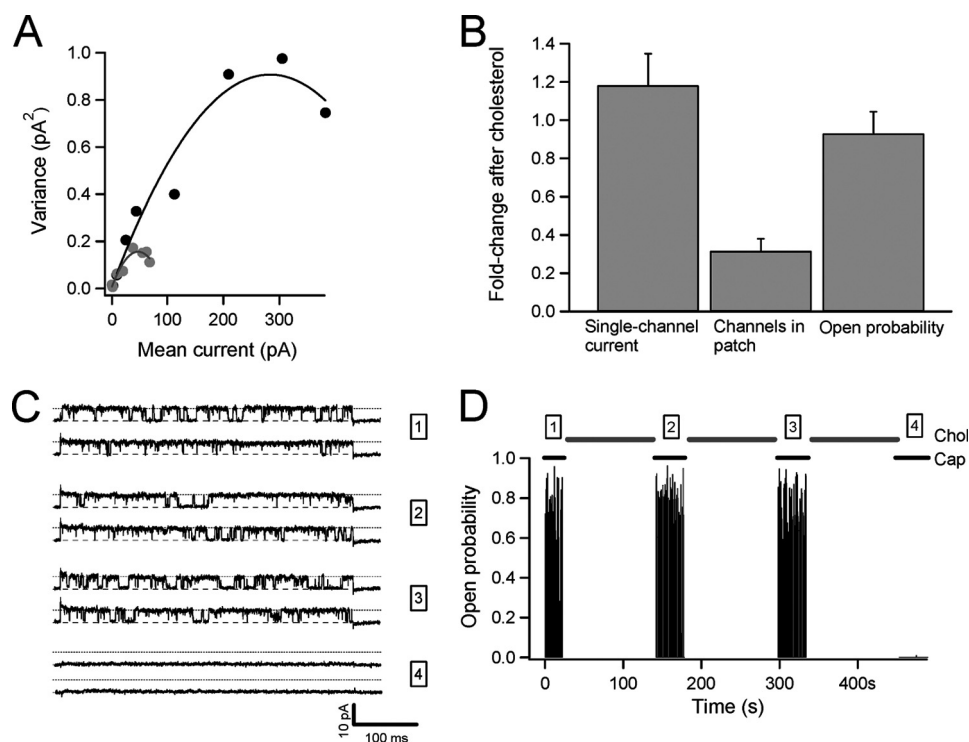 A
Variance (pA²)
1.0
0.8
0.6
0.4
0.2
0.0
0
100
200
300
Mean current (pA)
B
Fold-change after cholesterol
1.4
1.2
1.0
0.8
0.6
0.4
0.2
0.0
Single-channel
current
Channels in
patch
Open probability
C
1
2
3
4
10 pA
100 ms
D
1
2
3
4
Chol
Cap
Open probability
1.0
0.8
0.6
0.4
0.2
0.0
0
100
200
300
400s
Time (s)